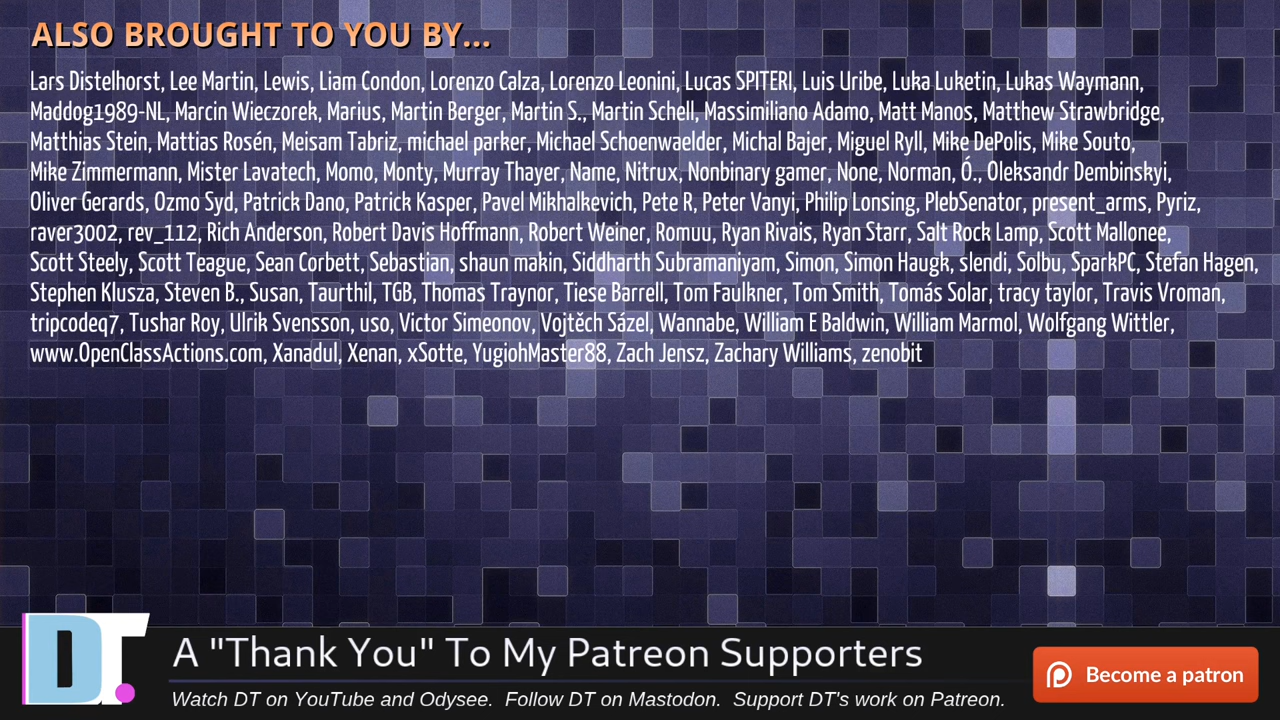 ALSO BROUGHT TO YOU BY...
Lars Distelhorst, Lee Martin, Lewis, Liam Condon, Lorenzo Calza, Lorenzo Leonini, Lucas SPITERI, Luis Uribe, Luka Luketin, Lukas Waymann,
Maddog1989-NL, Marcin Wieczorek, Marius, Martin Berger, Martin S., Martin Schell, Massimiliano Adamo, Matt Manos, Matthew Strawbridge,
Matthias Stein, Mattias Rosén, Meisam Tabriz, michael parker, Michael Schoenwaelder, Michal Bajer, Miguel Ryll, Mike DePolis, Mike Souto,
Mike Zimmermann, Mister Lavatech, Momo, Monty, Murray Thayer, Name, Nitrux, Nonbinary gamer, None, Norman, Ó., Oleksandr Dembinskyi,
Oliver Gerards, Ozmo Syd, Patrick Dano, Patrick Kasper, Pavel Mikhalkevich, Pete R, Peter Vanyi, Philip Lonsing, PlebSenator, present_arms, Pyriz,
raver3002, rev_112, Rich Anderson, Robert Davis Hoffmann, Robert Weiner, Romuu, Ryan Rivais, Ryan Starr, Salt Rock Lamp, Scott Mallonee,
Scott Steely, Scott Teague, Sean Corbett, Sebastian, shaun makin, Siddharth Subramaniyam, Simon, Simon Haugk, slendi, Solbu, SparkPC, Stefan Hagen,
Stephen Klusza, Steven B., Susan, Taurthil, TGB, Thomas Traynor, Tiese Barrell, Tom Faulkner, Tom Smith, Tomás Solar, tracy taylor, Travis Vroman,
tripcodeq7, Tushar Roy, Ulrik Svensson, uso, Victor Simeonov, Vojtěch Sázel, Wannabe, William E Baldwin, William Marmol, Wolfgang Wittler,
www.OpenClassActions.com, Xanadul, Xenan, xSotte, YugiohMaster88, Zach Jensz, Zachary Williams, zenobit
DT
A "Thank You" To My Patreon Supporters
Become a patron
Watch DT on YouTube and Odysee. Follow DT on Mastodon. Support DT's work on Patreon.